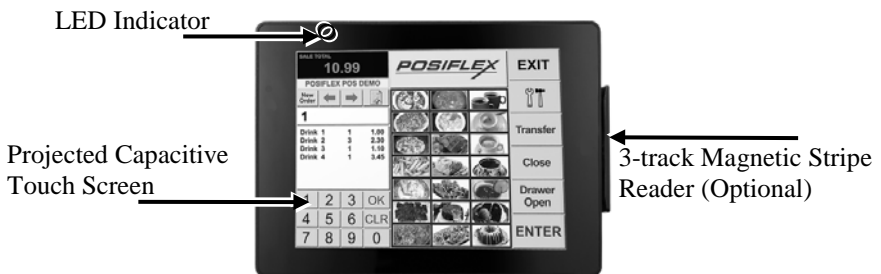 LED Indicator
SALE TOTAL
10.99
POSIFLEX POS DEMO
New
Order
1
Drink 1 1 1.00
Drink 2 3 2.30
Drink 3 1 1.10
Drink 4 1 3.45
1 2 3 OK
4 5 6 CLR
7 8 9 0
POSIFLEX
EXIT
Transfer
Close
Drawer
Open
ENTER
Projected Capacitive
Touch Screen
3-track Magnetic Stripe
Reader (Optional)